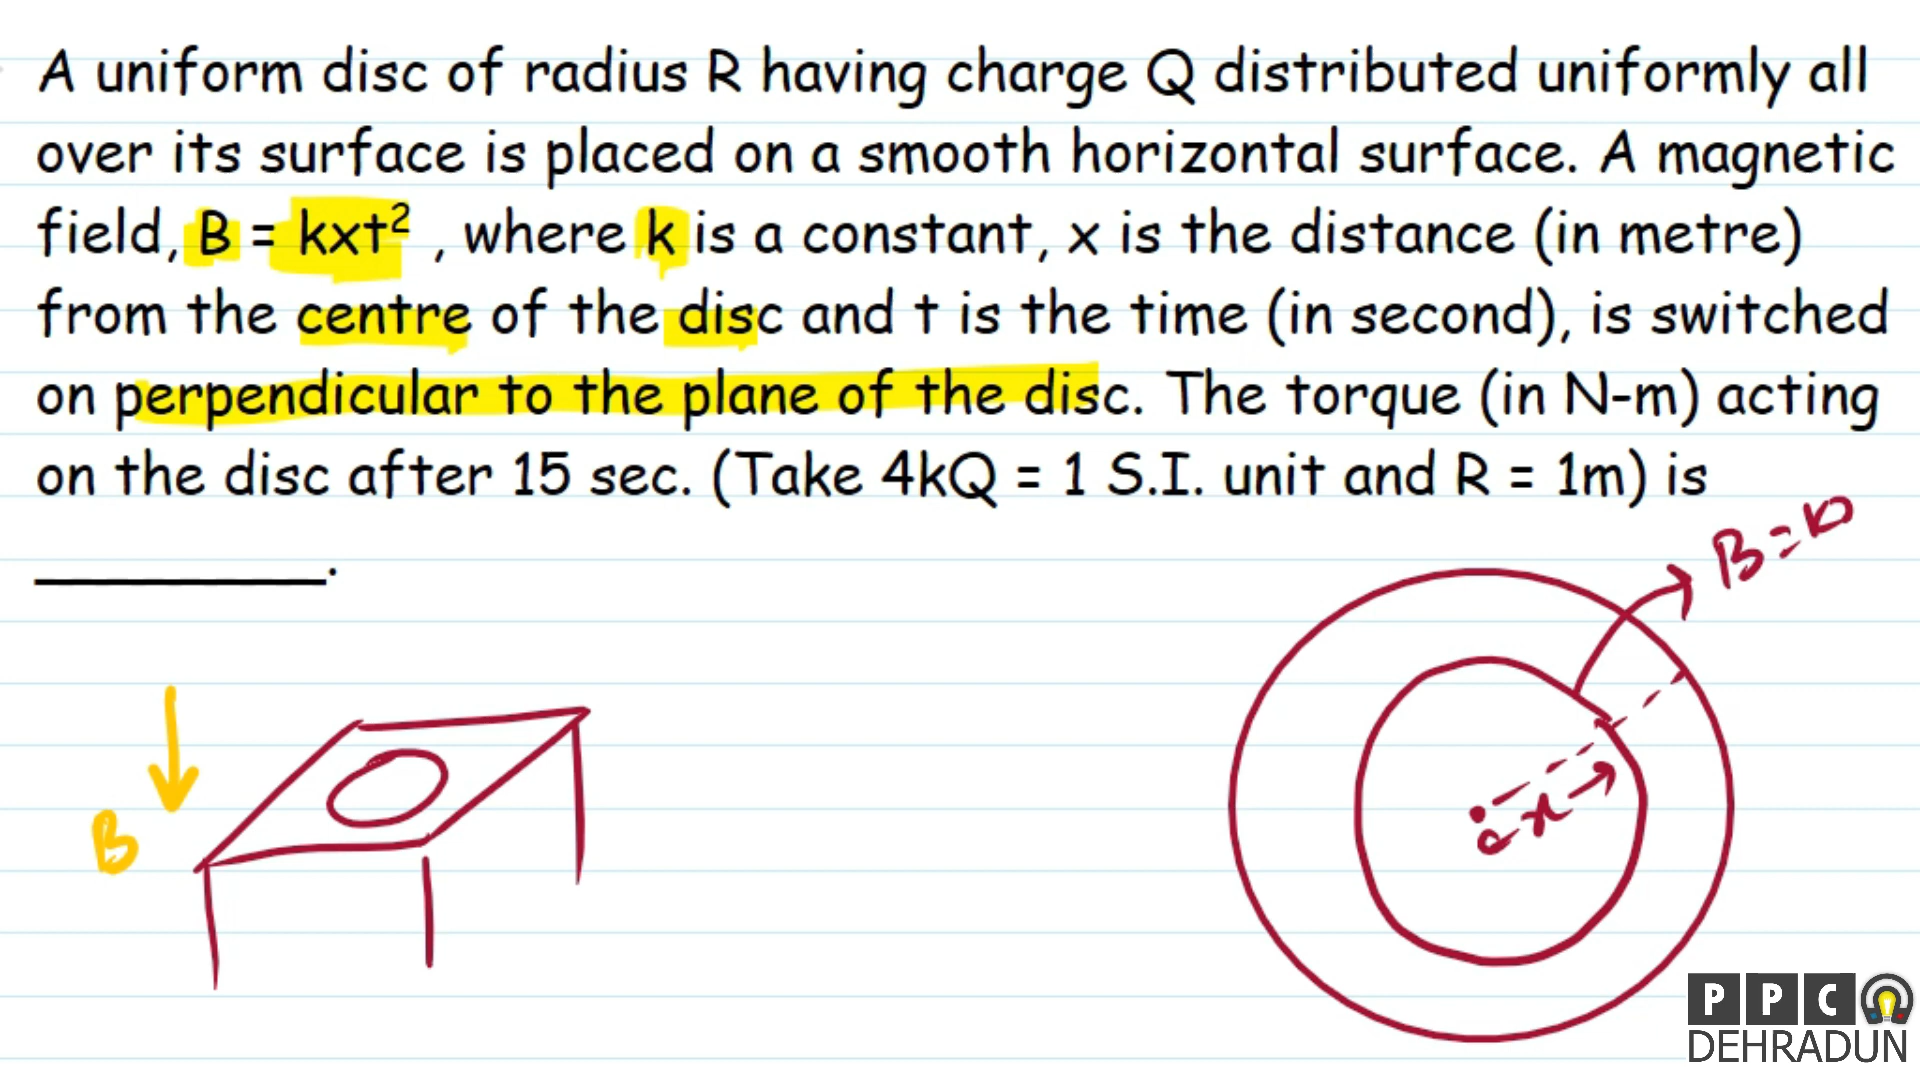 A uniform disc of radius R having charge Q distributed uniformly all
over its surface is placed on a smooth horizontal surface. A magnetic
field, B = kxt² , where k is a constant, x is the distance (in metre)
from the centre of the disc and t is the time (in second), is switched
on perpendicular to the plane of the disc. The torque (in N-m) acting
on the disc after 15 sec. (Take 4kQ = 1 S.I. unit and R = 1m) is
__________.
B = k
B
x
PPC
DEHRADUN